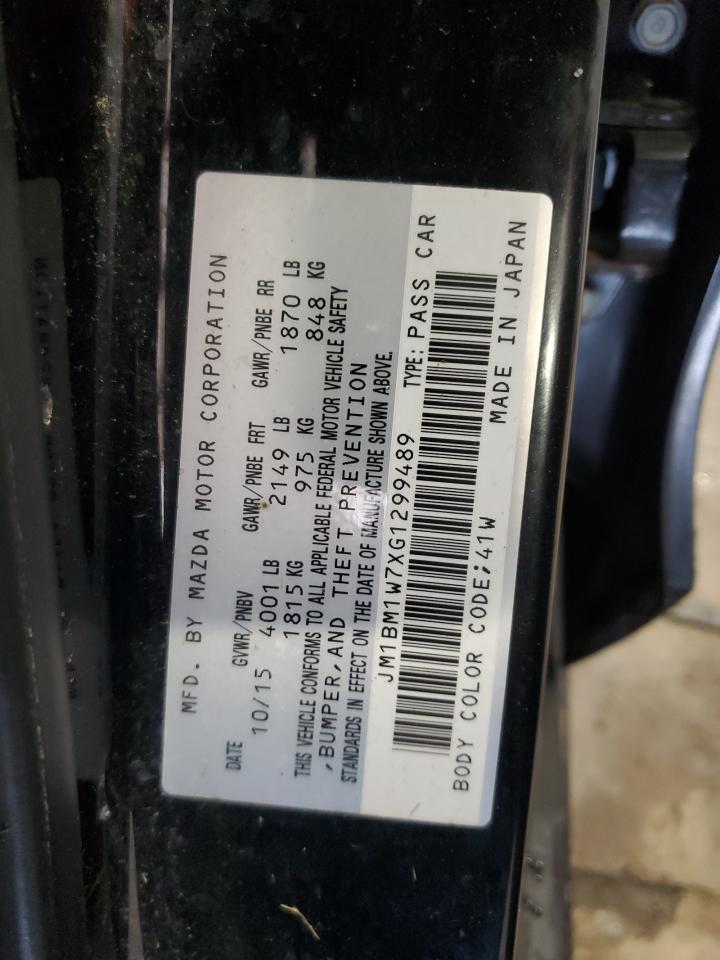 MFD. BY MAZDA MOTOR CORPORATION
DATE GVWR/PNBV GAWR/PNBE FRT GAWR/PNBE RR
10/15 4001 LB 2149 LB 1870 LB
1815 KG 975 KG 848 KG
THIS VEHICLE CONFORMS TO ALL APPLICABLE FEDERAL MOTOR VEHICLE SAFETY
,BUMPER,AND THEFT PREVENTION
STANDARDS IN EFFECT ON THE DATE OF MANUFACTURE SHOWN ABOVE.
JM1BM1W7XG1299489 TYPE: PASS CAR
BODY COLOR CODE;41W MADE IN JAPAN
8